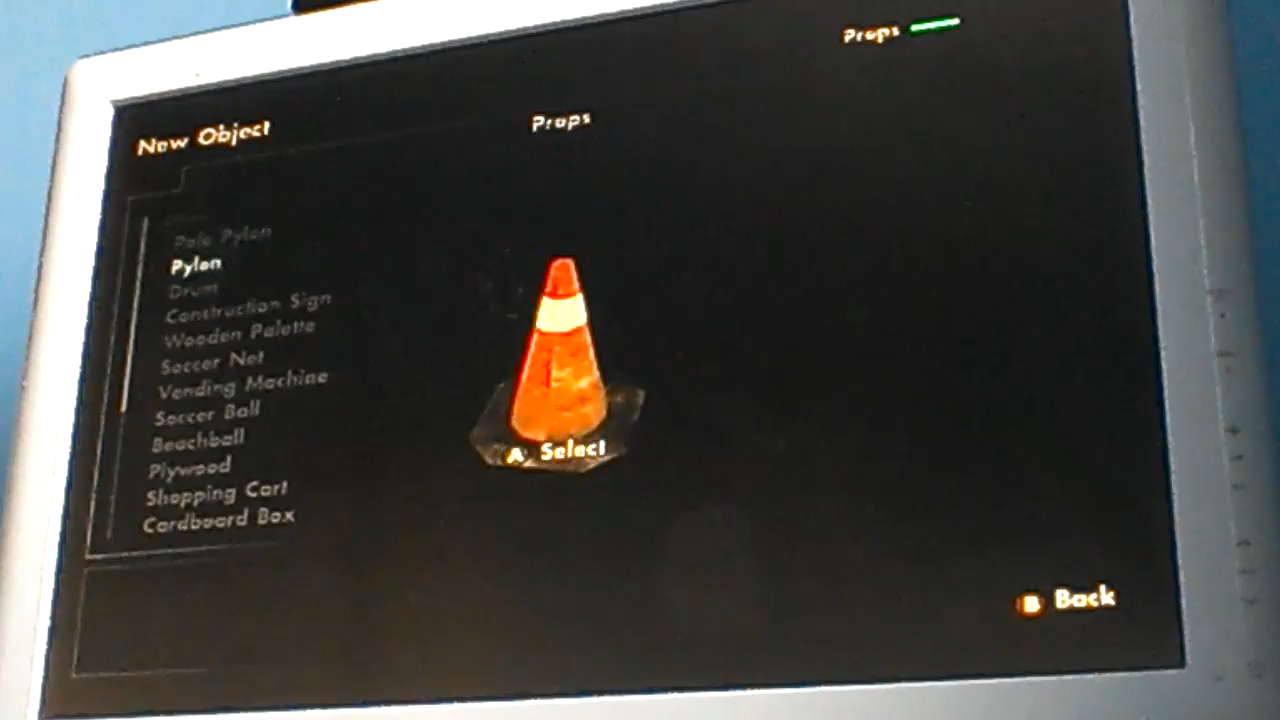 Props
New Object
Props
Pole Pylon
Pylon
Drum
Construction Sign
Wooden Palette
Soccer Net
Vending Machine
Soccer Ball
Beachball
Plywood
Shopping Cart
Cardboard Box
A Select
B Back